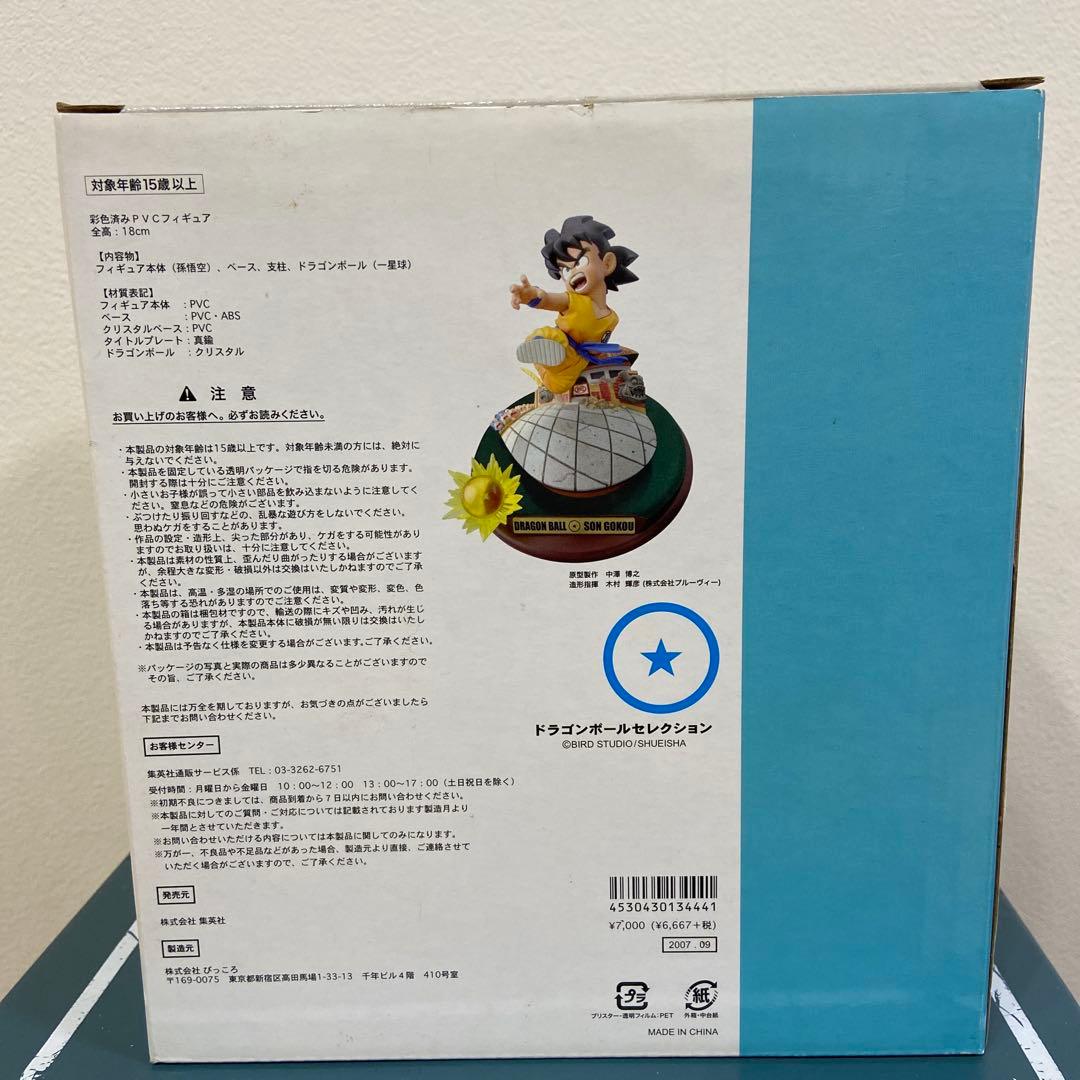 対象年齢15歳以上
彩色済みPVCフィギュア
全高：18cm
【内容物】
フィギュア本体（孫悟空）、ベース、支柱、ドラゴンボール（一星球）
【材質表記】
フィギュア本体　：PVC
ベース　　　　　：PVC・ABS
クリスタルベース：PVC
タイトルプレート：真鍮
ドラゴンボール　：クリスタル
注 意
お買い上げのお客様へ。必ずお読みください。
・本製品の対象年齢は15歳以上です。対象年齢未満の方には、絶対に
与えないでください。
・本製品を固定している透明パッケージで指を切る危険があります。
開封する際は十分にご注意ください。
・小さいお子様が誤って小さい部品を飲み込まないように注意してく
ださい。窒息などの危険がございます。
・ぶつけたり振り回すなどの、乱暴な遊び方をしないでください。
思わぬケガをすることがあります。
・作品の設定・造形上、尖った部分があり、ケガをする可能性があり
ますのでお取り扱いは、十分に注意してください。
・本製品は素材の性質上、歪んだり曲がったりする場合がございます
が、余程大きな変形・破損以外は交換はいたしかねますのでご了承
ください。
・本製品は、高温・多湿の場所でのご使用は、変質や変形、変色、色
落ち等する恐れがありますのでご注意ください。
・本製品の箱は梱包材ですので、輸送の際にキズや凹み、汚れが生じ
る場合がありますが、本製品本体に破損が無い限りは交換はいたし
かねますのでご了承ください。
・本製品は予告なく仕様を変更する場合がございます。ご了承ください。
※パッケージの写真と実際の商品は多少異なることがございますので
その旨、ご了承ください。
本製品には万全を期しておりますが、お気づきの点がございましたら
下記までお問い合わせください。
お客様センター
集英社通販サービス係　TEL：03-3262-6751
受付時間：月曜日から金曜日　10：00〜12：00　13：00〜17：00（土日祝日を除く）
※初期不良につきましては、商品到着から7日以内にお問い合わせください。
※本製品に対してのご質問・ご対応については記載されております製造月より
一年間とさせていただきます。
※お問い合わせいただける内容については本製品に関してのみになります。
※万が一、不良品や不足品などがあった場合、製造元より直接、ご連絡させて
いただく場合がございますので、ご了承ください。
発売元
株式会社 集英社
製造元
株式会社 ぴっころ
〒169-0075　東京都新宿区高田馬場1-33-13　千年ビル4階　410号室
DRAGON BALL SON GOKOU
原型製作　中澤 博之
造形指揮　木村 輝彦（株式会社ブルーヴィー）
ドラゴンボールセレクション
©BIRD STUDIO/SHUEISHA
4530430134441
¥7,000（¥6,667＋税）
2007.09
プラ
ブリスター・透明フィルム：PET
紙
外箱・中台紙
MADE IN CHINA